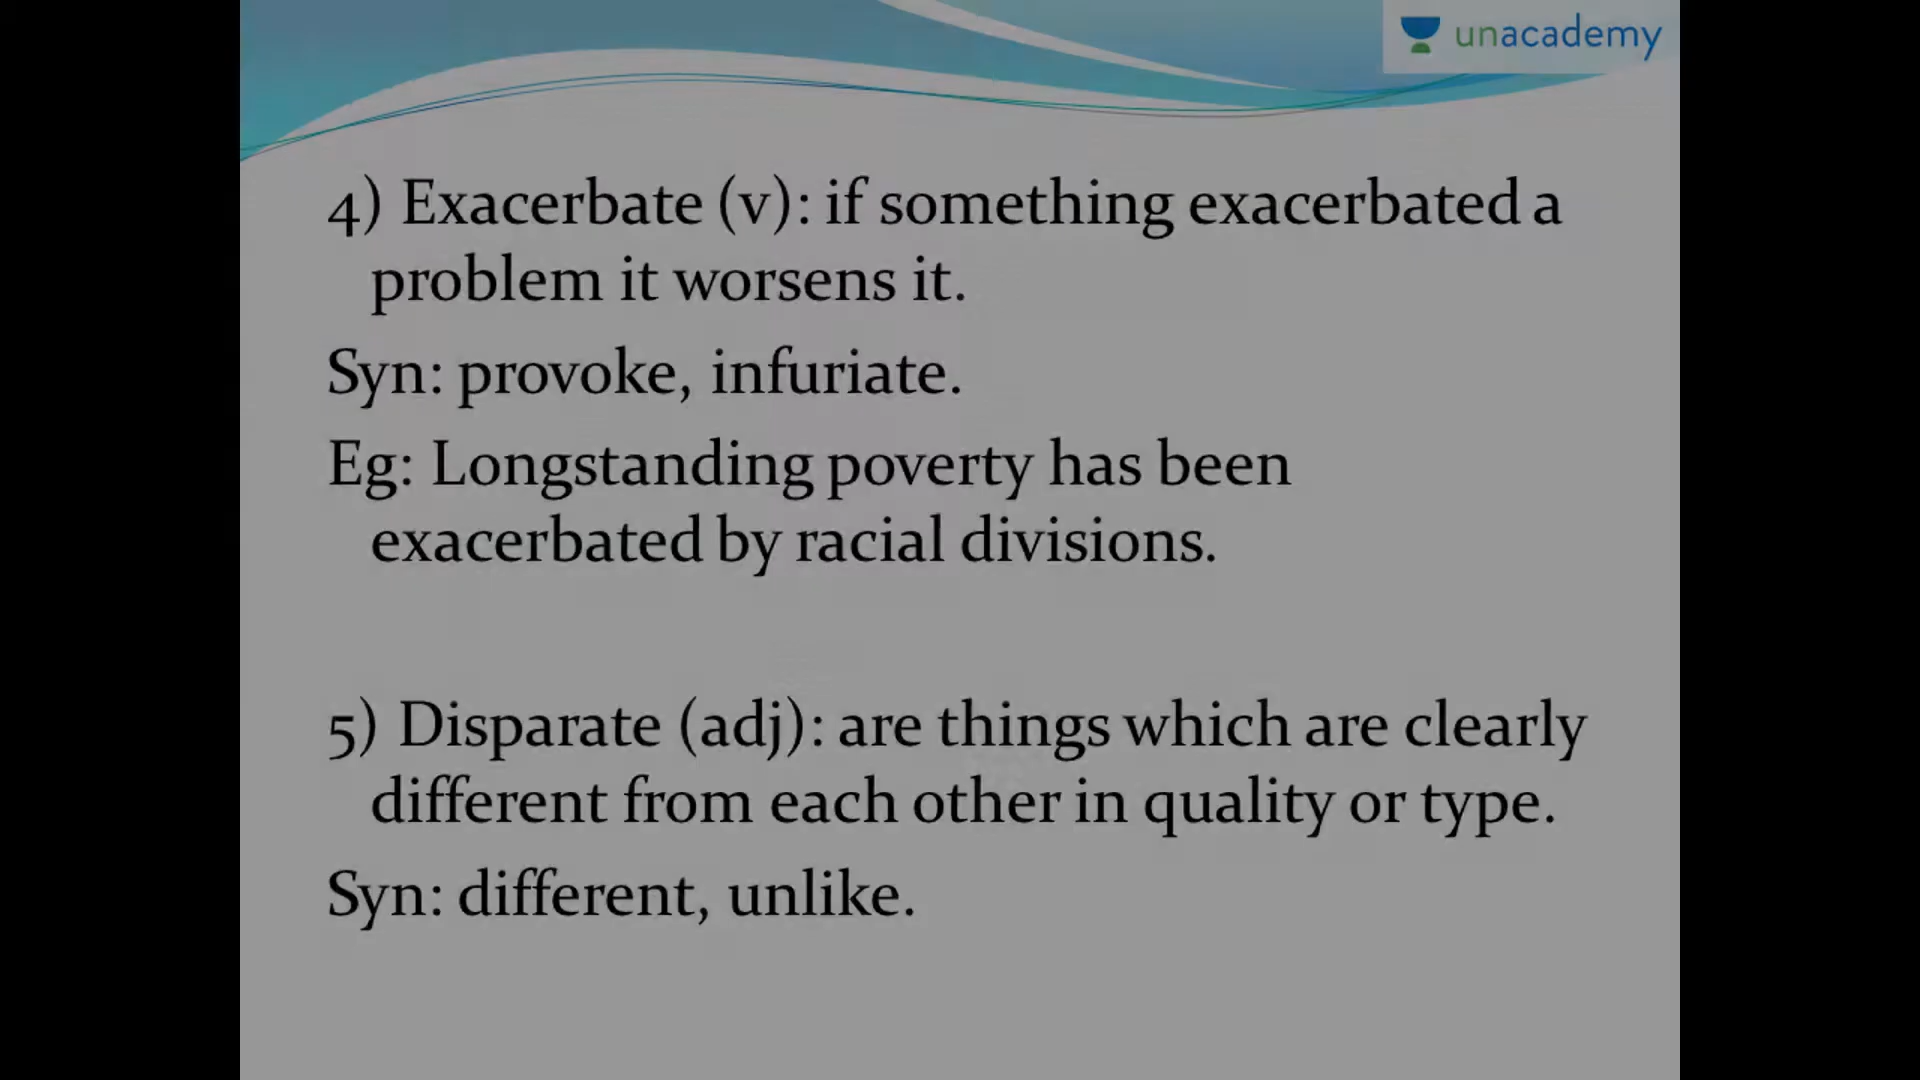 unacademy
4) Exacerbate (v): if something exacerbated a
problem it worsens it.
Syn: provoke, infuriate.
Eg: Longstanding poverty has been
exacerbated by racial divisions.
5) Disparate (adj): are things which are clearly
different from each other in quality or type.
Syn: different, unlike.